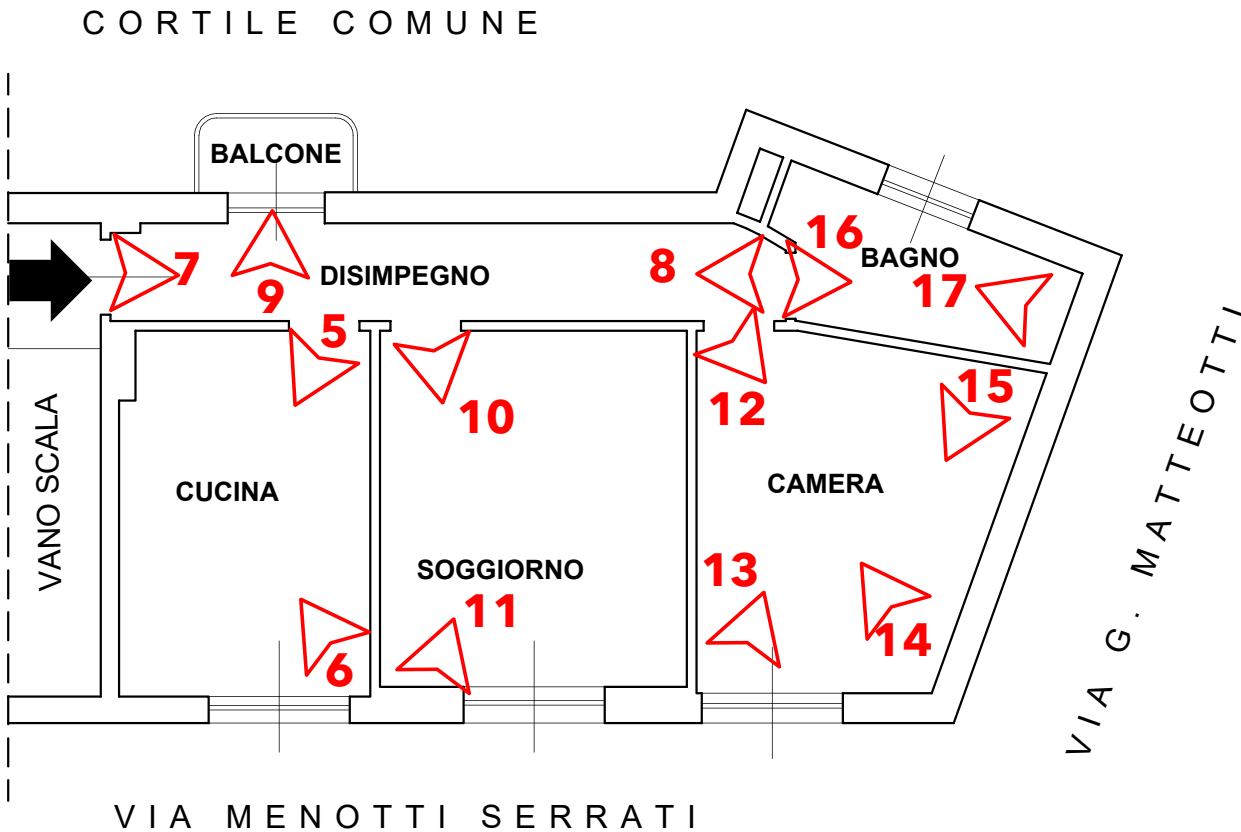 CORTILE COMUNE
BALCONE
16
BAGNO
7
DISIMPEGNO
8
9
17
5
10
12
15
VANO SCALA
CUCINA
CAMERA
SOGGIORNO
13
11
14
6
VIA G. MATTEOTTI
VIA MENOTTI SERRATI